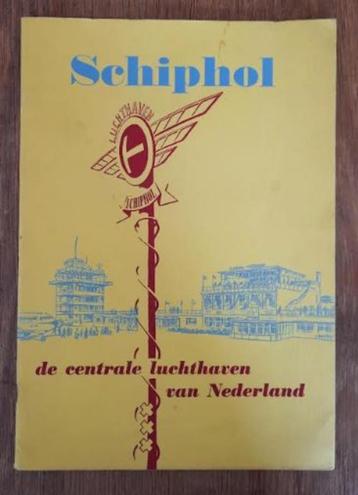 Schiphol
LUCHTHAVEN
SCHIPHOL
de centrale luchthaven
van Nederland